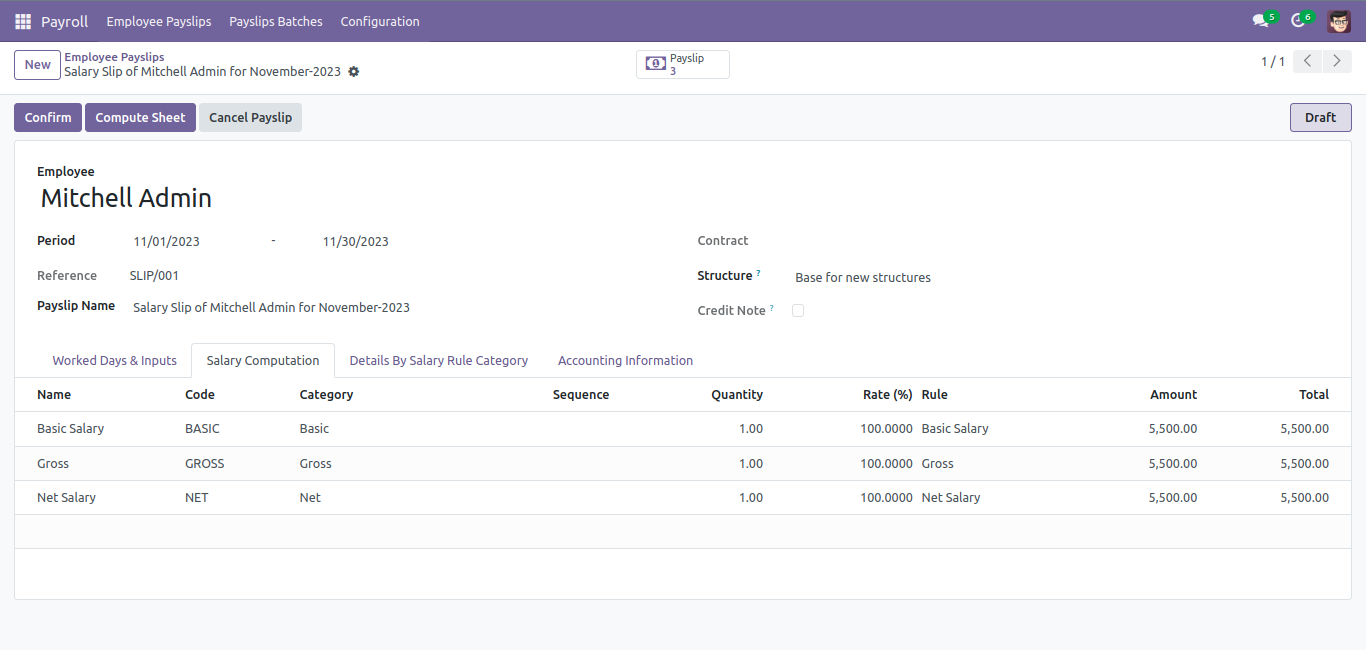 Payroll Employee Payslips Payslips Batches Configuration 5 6
New Employee Payslips
Salary Slip of Mitchell Admin for November-2023
Payslip
3
1 / 1
Confirm Compute Sheet Cancel Payslip Draft
Employee
Mitchell Admin
Period 11/01/2023 - 11/30/2023 Contract
Reference SLIP/001 Structure ? Base for new structures
Payslip Name Salary Slip of Mitchell Admin for November-2023 Credit Note ?
Worked Days & Inputs Salary Computation Details By Salary Rule Category Accounting Information
Name Code Category Sequence Quantity Rate (%) Rule Amount Total
Basic Salary BASIC Basic 1.00 100.0000 Basic Salary 5,500.00 5,500.00
Gross GROSS Gross 1.00 100.0000 Gross 5,500.00 5,500.00
Net Salary NET Net 1.00 100.0000 Net Salary 5,500.00 5,500.00